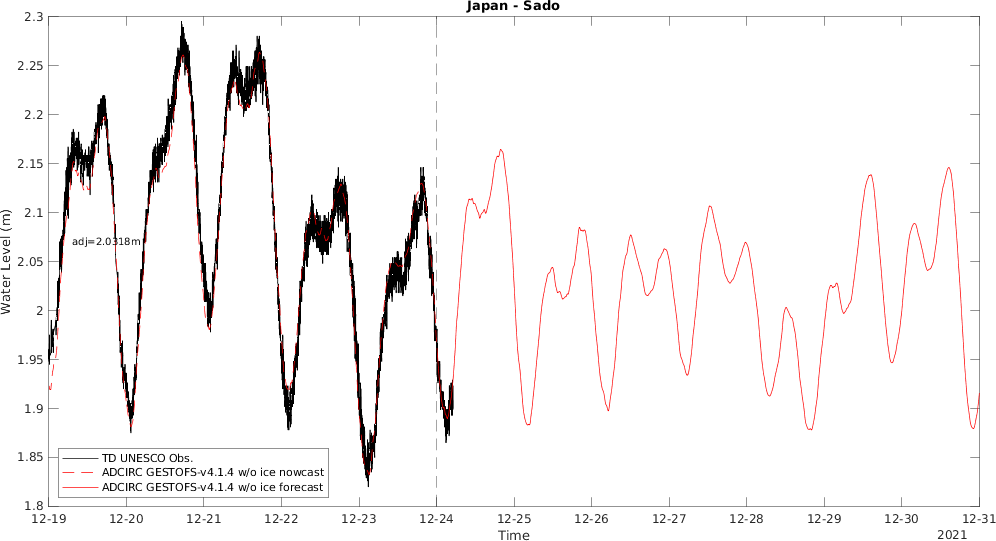 Japan - Sado
2.3
2.25
2.2
2.15
2.1
2.05
2
1.95
1.9
1.85
1.8
Water Level (m)
adj=2.0318m
TD UNESCO Obs.
ADCIRC GESTOFS-v4.1.4 w/o ice nowcast
ADCIRC GESTOFS-v4.1.4 w/o ice forecast
12-19 12-20 12-21 12-22 12-23 12-24 12-25 12-26 12-27 12-28 12-29 12-30 12-31
Time
2021